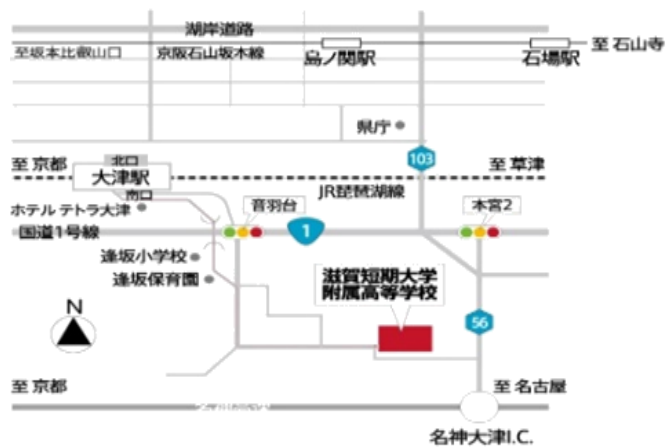 湖岸道路
至坂本比叡山口
京阪石山坂本線
島ノ関駅
石場駅
至 石山寺
県庁
至 京都
北口
大津駅
南口
103
至 草津
JR琵琶湖線
ホテル テトラ大津
音羽台
本宮2
国道1号線
1
逢坂小学校
逢坂保育園
滋賀短期大学
附属高等学校
N
56
至 京都
至 名古屋
名神高速
名神大津I.C.